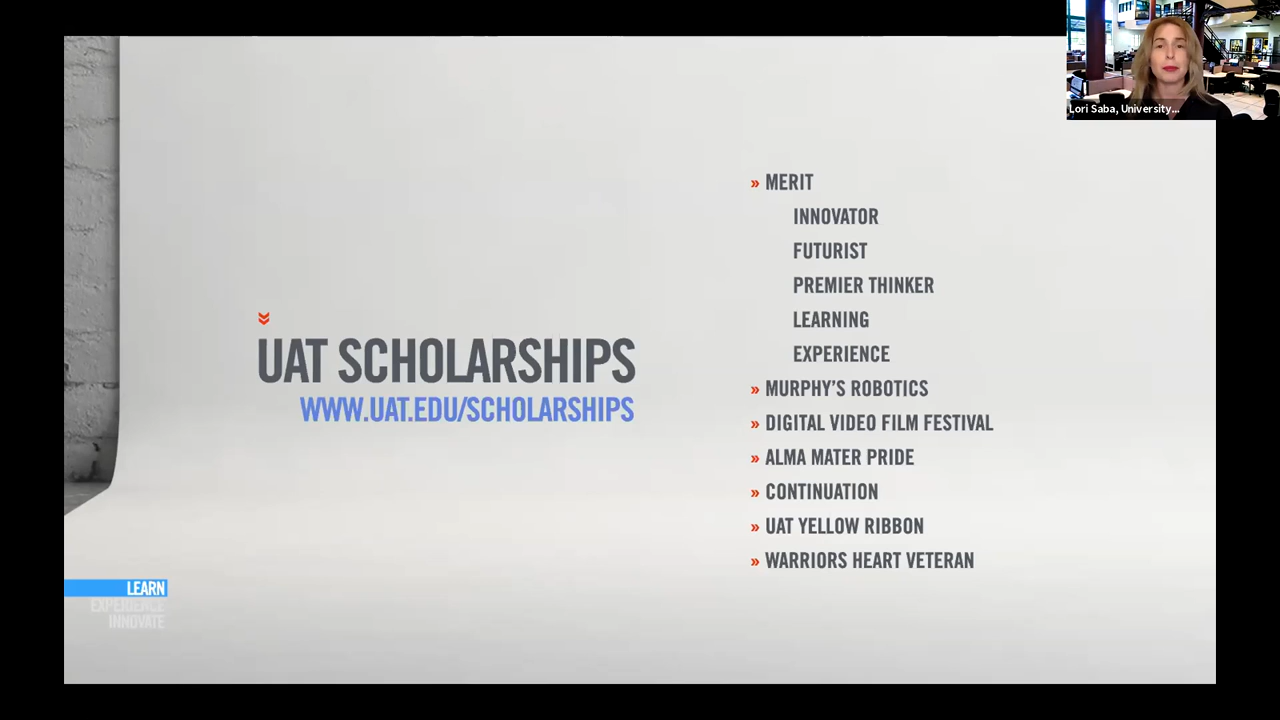 Lori Saba, University...
UAT SCHOLARSHIPS
WWW.UAT.EDU/SCHOLARSHIPS
» MERIT
INNOVATOR
FUTURIST
PREMIER THINKER
LEARNING
EXPERIENCE
» MURPHY'S ROBOTICS
» DIGITAL VIDEO FILM FESTIVAL
» ALMA MATER PRIDE
» CONTINUATION
» UAT YELLOW RIBBON
» WARRIORS HEART VETERAN
LEARN
EXPERIENCE
INNOVATE